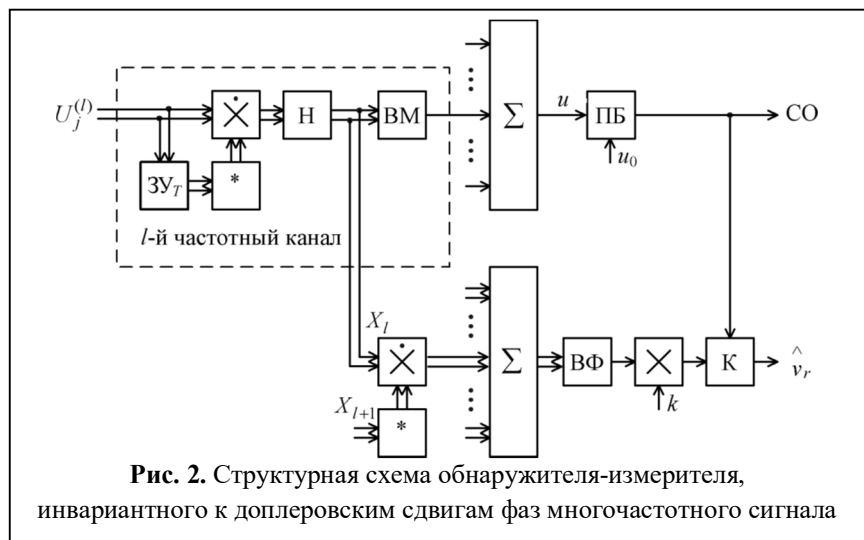 U_j^(l)
×
Н
ВМ
Σ
u
ПБ
СО
u_0
ЗУ_T
*
l-й частотный канал
X_l
×
Σ
ВФ
×
К
v̂_r
X_{l+1}
*
k
Рис. 2. Структурная схема обнаружителя-измерителя,
инвариантного к доплеровским сдвигам фаз многочастотного сигнала